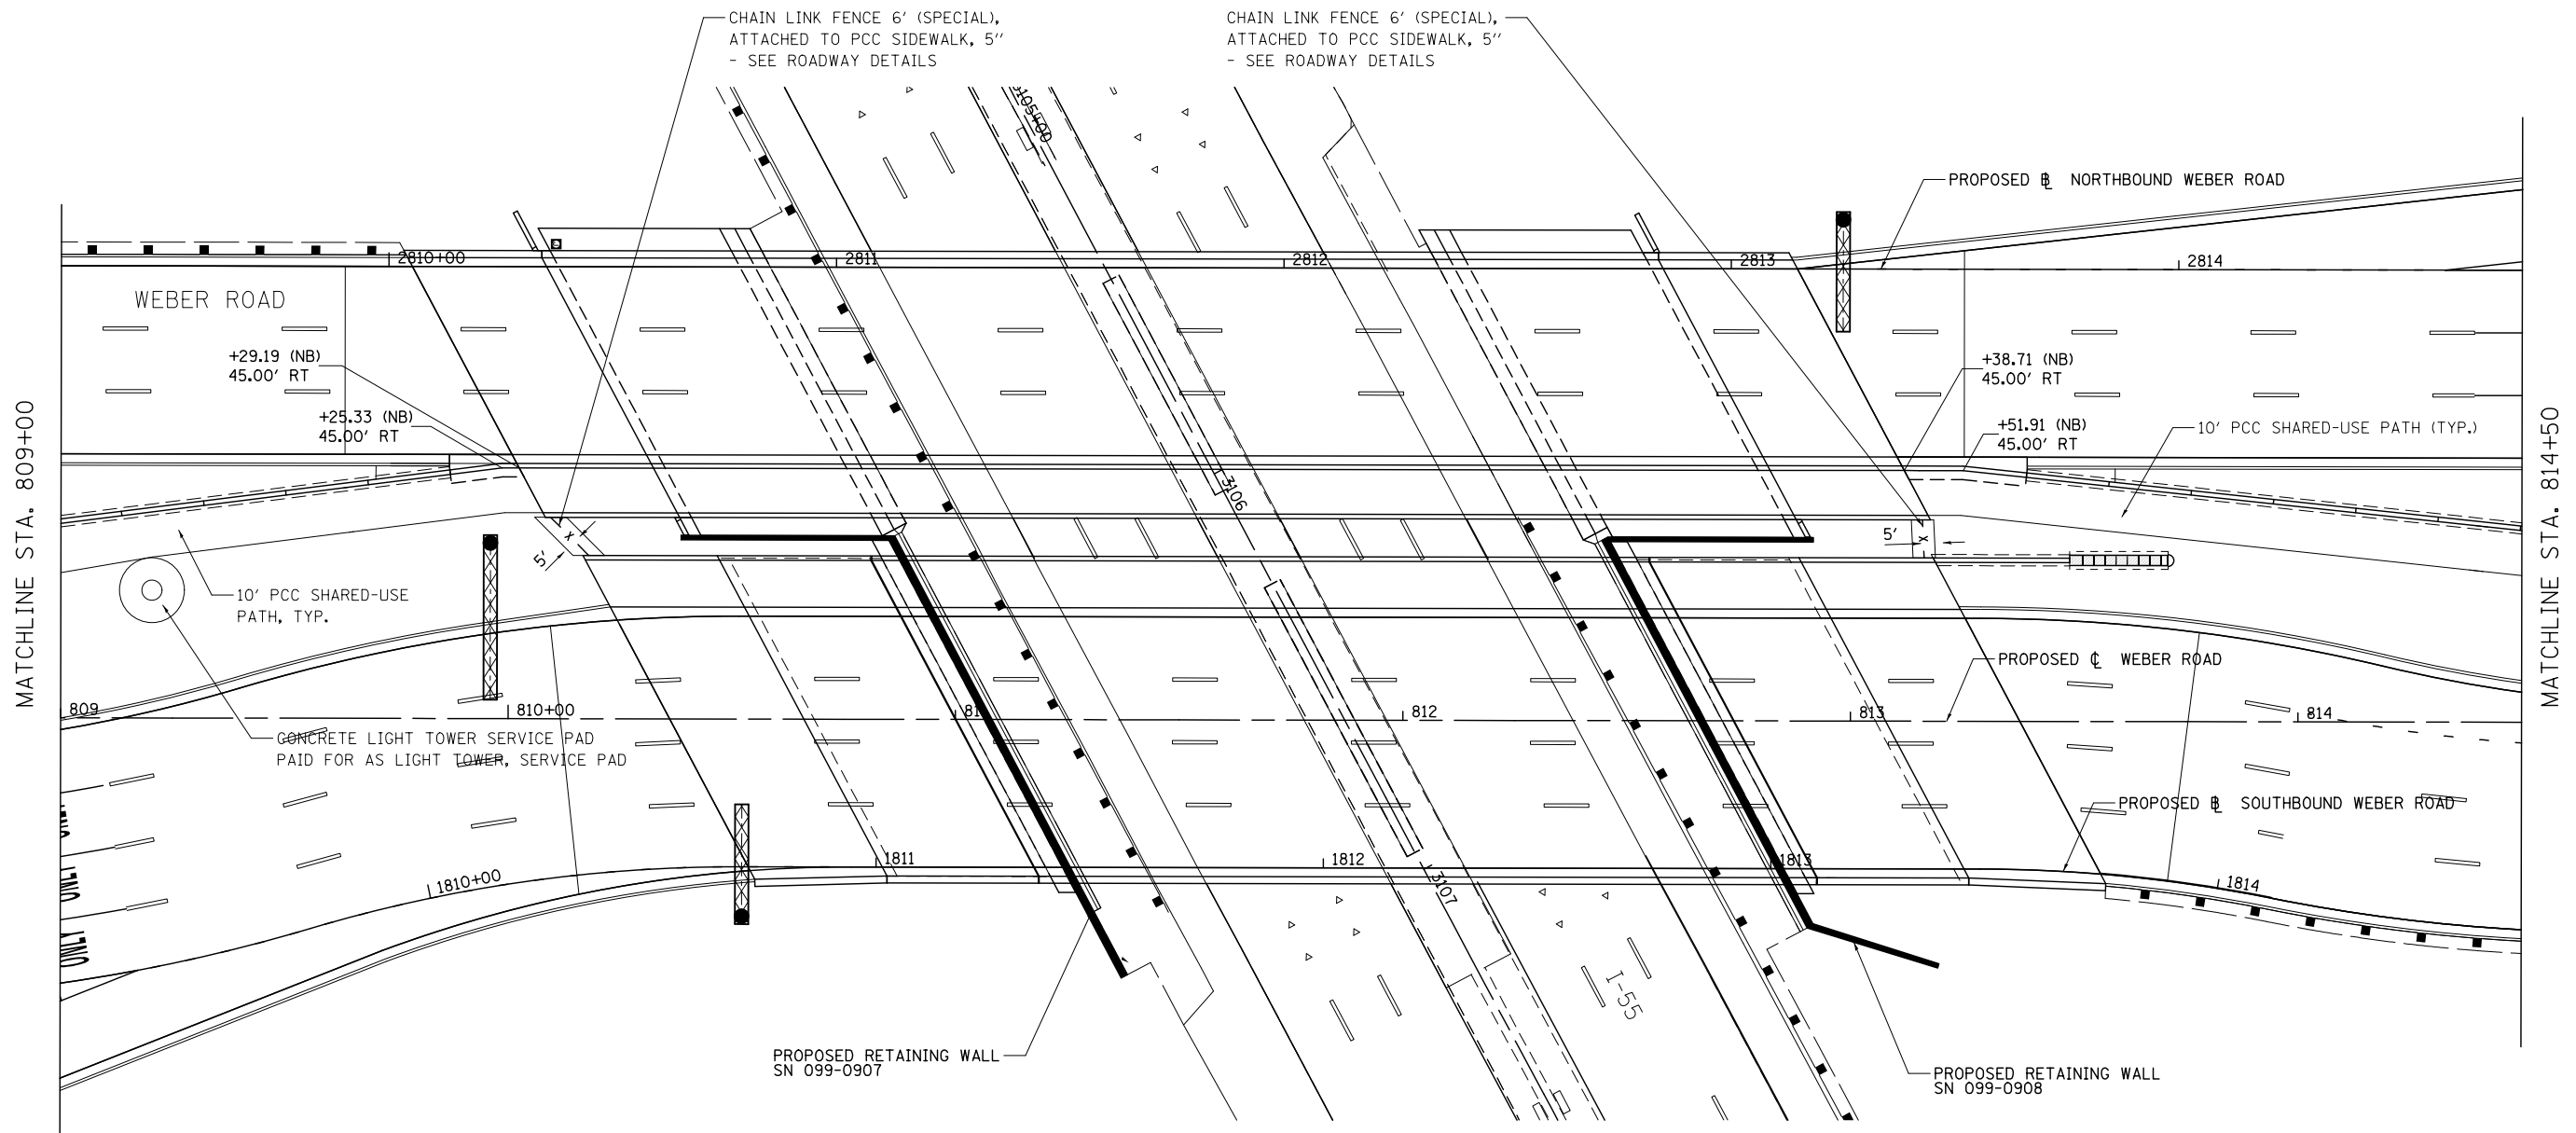 CHAIN LINK FENCE 6' (SPECIAL),
ATTACHED TO PCC SIDEWALK, 5''
- SEE ROADWAY DETAILS
CHAIN LINK FENCE 6' (SPECIAL),
ATTACHED TO PCC SIDEWALK, 5''
- SEE ROADWAY DETAILS
3105+00
PROPOSED ℄ NORTHBOUND WEBER ROAD
2810+00
2811
2812
2813
2814
WEBER ROAD
+29.19 (NB)
45.00' RT
+38.71 (NB)
45.00' RT
+25.33 (NB)
45.00' RT
+51.91 (NB)
45.00' RT
10' PCC SHARED-USE PATH (TYP.)
MATCHLINE STA. 809+00
MATCHLINE STA. 814+50
3106
5'
X
5'
X
10' PCC SHARED-USE
PATH, TYP.
PROPOSED ℄ WEBER ROAD
809
810+00
811
812
813
814
CONCRETE LIGHT TOWER SERVICE PAD
PAID FOR AS LIGHT TOWER, SERVICE PAD
PROPOSED BL SOUTHBOUND WEBER ROAD
ONLY
ONLY
1810+00
1811
1812
1813
1814
3107
I-55
PROPOSED RETAINING WALL
SN 099-0907
PROPOSED RETAINING WALL
SN 099-0908